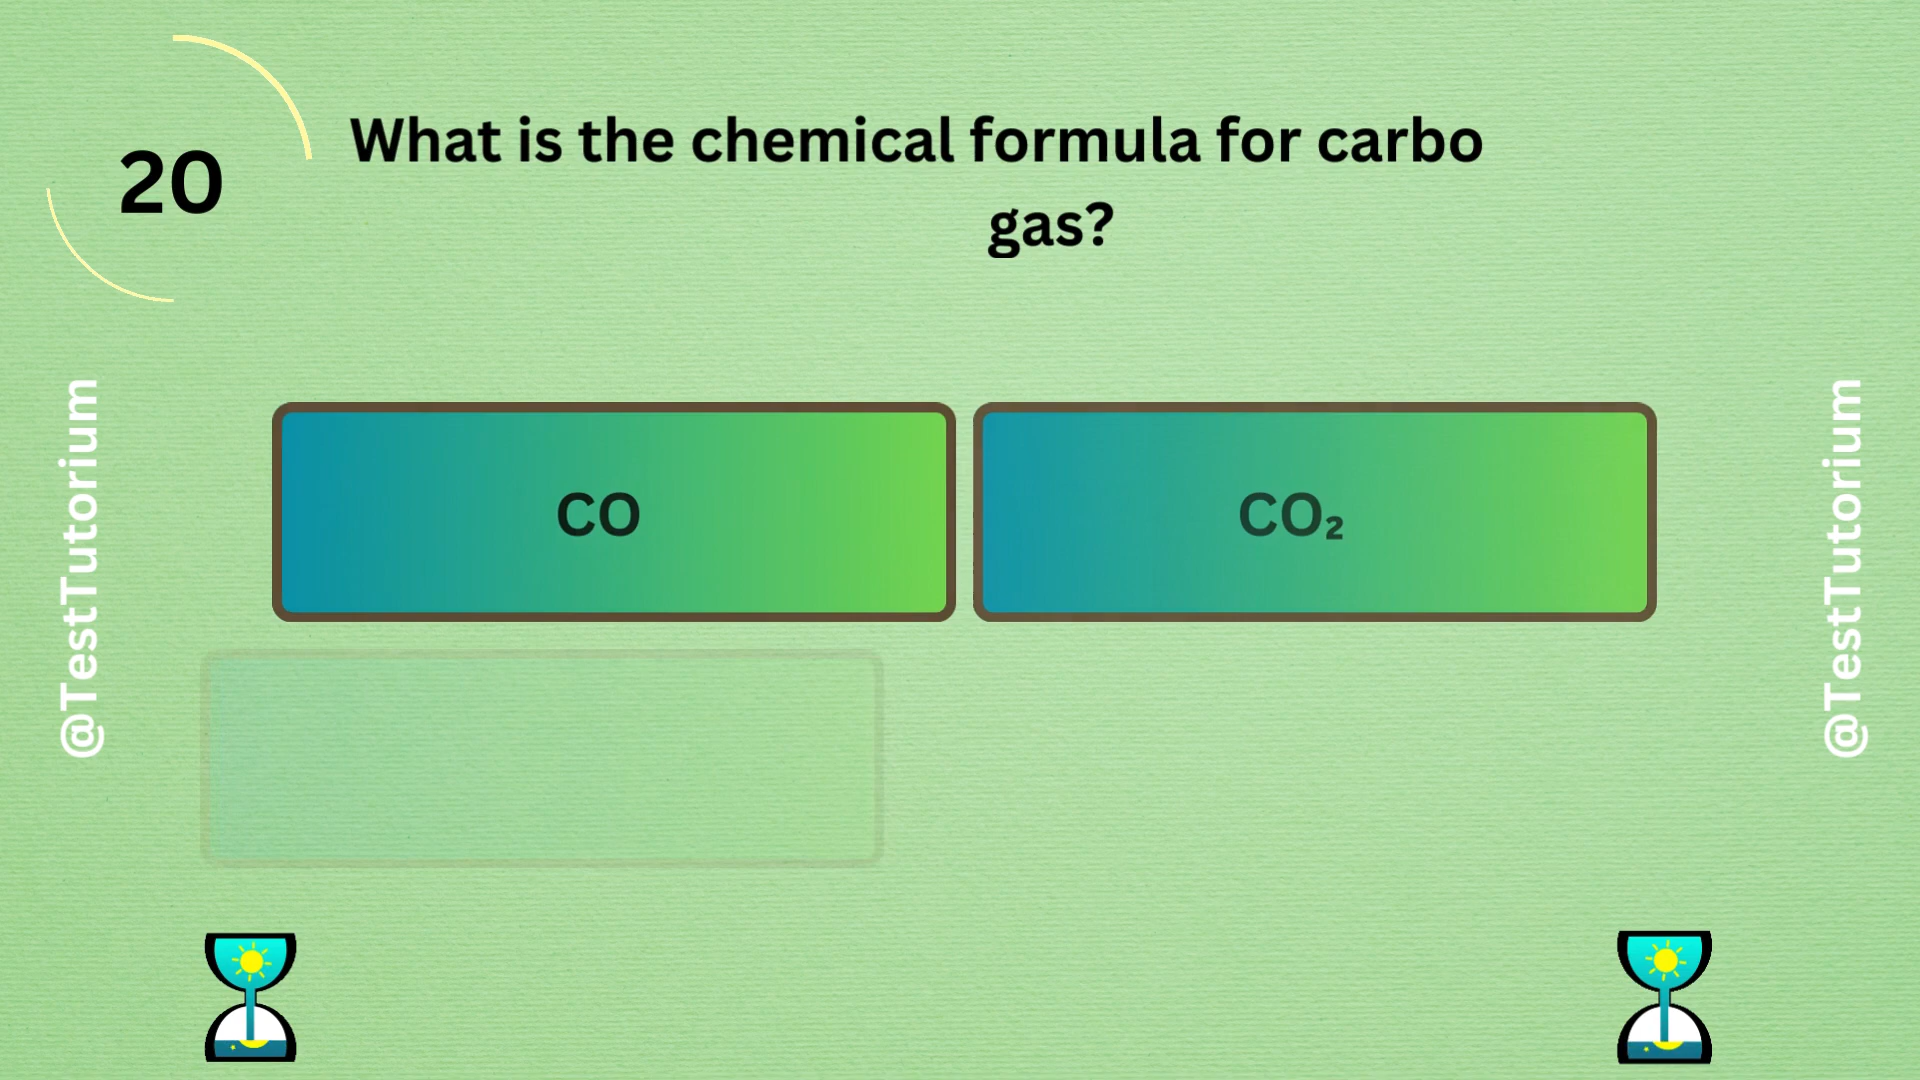 20
What is the chemical formula for carbo
gas?
CO
CO₂
@TestTutorium
@TestTutorium